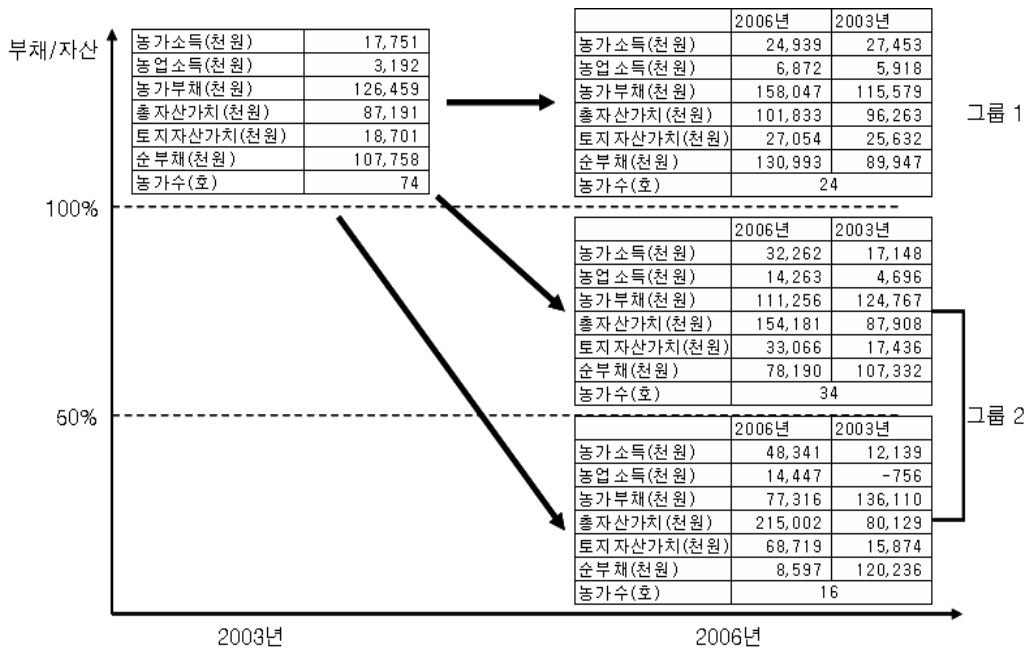 부채/자산
농가소득(천원) 17,751
농업소득(천원) 3,192
농가부채(천원) 126,459
총자산가치(천원) 87,191
토지자산가치(천원) 18,701
순부채(천원) 107,758
농가수(호) 74
2006년 2003년
농가소득(천원) 24,939 27,453
농업소득(천원) 6,872 5,918
농가부채(천원) 158,047 115,579
총자산가치(천원) 101,833 96,263
토지자산가치(천원) 27,054 25,632
순부채(천원) 130,993 89,947
농가수(호) 24
그룹 1
100%
2006년 2003년
농가소득(천원) 32,262 17,148
농업소득(천원) 14,263 4,696
농가부채(천원) 111,256 124,767
총자산가치(천원) 154,181 87,908
토지자산가치(천원) 33,066 17,436
순부채(천원) 78,190 107,332
농가수(호) 34
60%
그룹 2
2006년 2003년
농가소득(천원) 48,341 12,139
농업소득(천원) 14,447 -756
농가부채(천원) 77,316 136,110
총자산가치(천원) 215,002 80,129
토지자산가치(천원) 68,719 15,874
순부채(천원) 8,597 120,236
농가수(호) 16
2003년 2006년